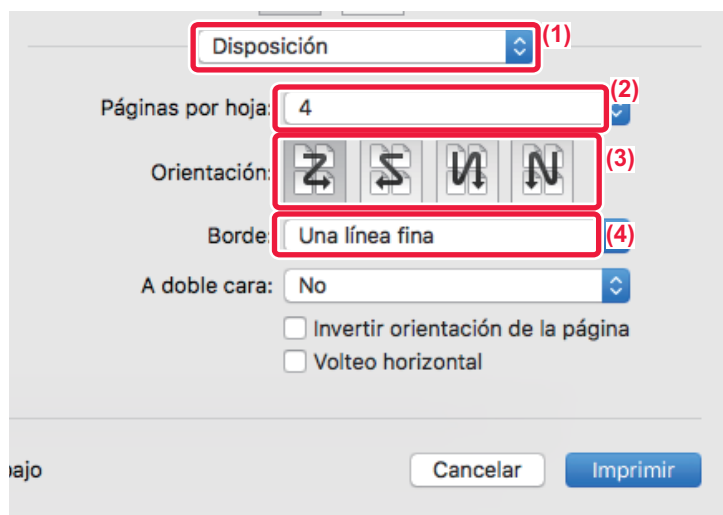 Disposición (1)
Páginas por hoja: 4 (2)
Orientación: (3)
Borde: Una línea fina (4)
A doble cara: No
Invertir orientación de la página
Volteo horizontal
Cancelar Imprimir